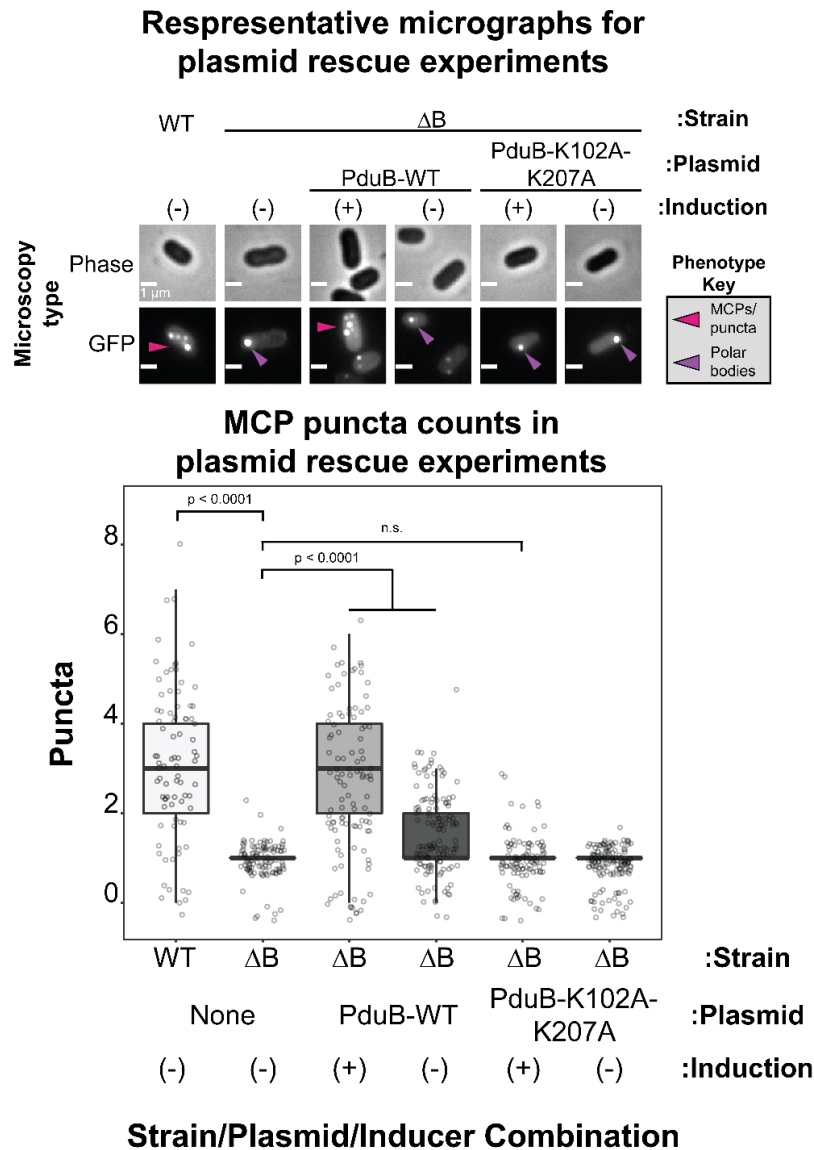 Respresentative micrographs for
plasmid rescue experiments
WT ΔB :Strain
PduB-WT PduB-K102A-
K207A :Plasmid
(-) (-) (+) (-) (+) (-) :Induction
Microscopy
type
Phase
1 μm
GFP
Phenotype
Key
MCPs/
puncta
Polar
bodies
MCP puncta counts in
plasmid rescue experiments
p < 0.0001
n.s.
p < 0.0001
Puncta
8
6
4
2
0
WT ΔB ΔB ΔB ΔB ΔB :Strain
None PduB-WT PduB-K102A-
K207A :Plasmid
(-) (-) (+) (-) (+) (-) :Induction
Strain/Plasmid/Inducer Combination